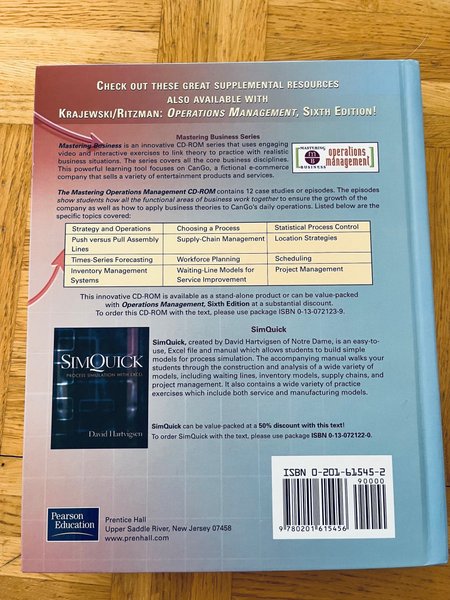 CHECK OUT THESE GREAT SUPPLEMENTAL RESOURCES
ALSO AVAILABLE WITH
KRAJEWSKI/RITZMAN: OPERATIONS MANAGEMENT, SIXTH EDITION!
Mastering Business Series
Mastering Business is an innovative CD-ROM series that uses engaging
video and interactive exercises to link theory to practice with realistic
business situations. The series covers all the core business disciplines.
This powerful learning tool focuses on CanGo, a fictional e-commerce
company that sells a variety of entertainment products and services.
MASTERING
BUSINESS
operations
management
The Mastering Operations Management CD-ROM contains 12 case studies or episodes. The episodes
show students how all the functional areas of business work together to ensure the growth of the
company as well as how to apply business theories to CanGo's daily operations. Listed below are the
specific topics covered:
Strategy and Operations Choosing a Process Statistical Process Control
Push versus Pull Assembly Lines Supply-Chain Management Location Strategies
Times-Series Forecasting Workforce Planning Scheduling
Inventory Management Systems Waiting-Line Models for Service Improvement Project Management
This innovative CD-ROM is available as a stand-alone product or can be value-packed
with Operations Management, Sixth Edition at a substantial discount.
To order this CD-ROM with the text, please use package ISBN 0-13-072123-9.
SIMQUICK
PROCESS SIMULATION WITH EXCEL
David Hartvigsen
SimQuick
SimQuick, created by David Hartvigsen of Notre Dame, is an easy-to-
use, Excel file and manual which allows students to build simple
models for process simulation. The accompanying manual walks your
students through the construction and analysis of a wide variety of
models, including waiting lines, inventory models, supply chains, and
project management. It also contains a wide variety of practice
exercises which include both service and manufacturing models.
SimQuick can be value-packed at a 50% discount with this text!
To order SimQuick with the text, please use package ISBN 0-13-072122-0.
Pearson
Education
Prentice Hall
Upper Saddle River, New Jersey 07458
www.prenhall.com
ISBN 0-201-61545-2
90000
9 780201 615456